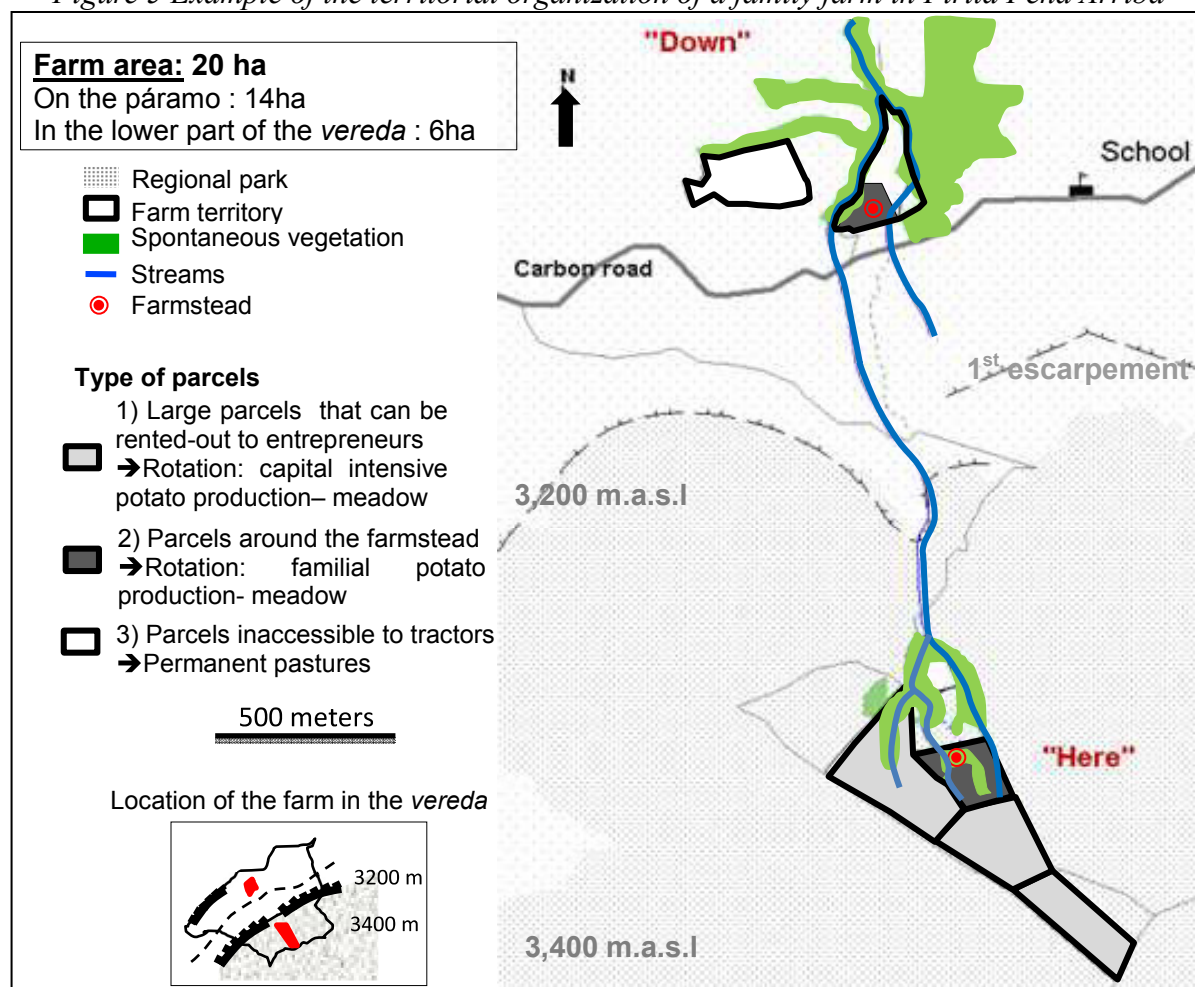 Farm area: 20 ha
On the páramo : 14ha
In the lower part of the vereda : 6ha
Regional park
Farm territory
Spontaneous vegetation
Streams
Farmstead
Type of parcels
1) Large parcels that can be
rented-out to entrepreneurs
➔Rotation: capital intensive
potato production– meadow
2) Parcels around the farmstead
➔Rotation: familial potato
production- meadow
3) Parcels inaccessible to tractors
➔Permanent pastures
500 meters
Location of the farm in the vereda
3200 m
3400 m
"Down"
N
School
Carbon road
1st escarpement
3,200 m.a.s.l
"Here"
3,400 m.a.s.l